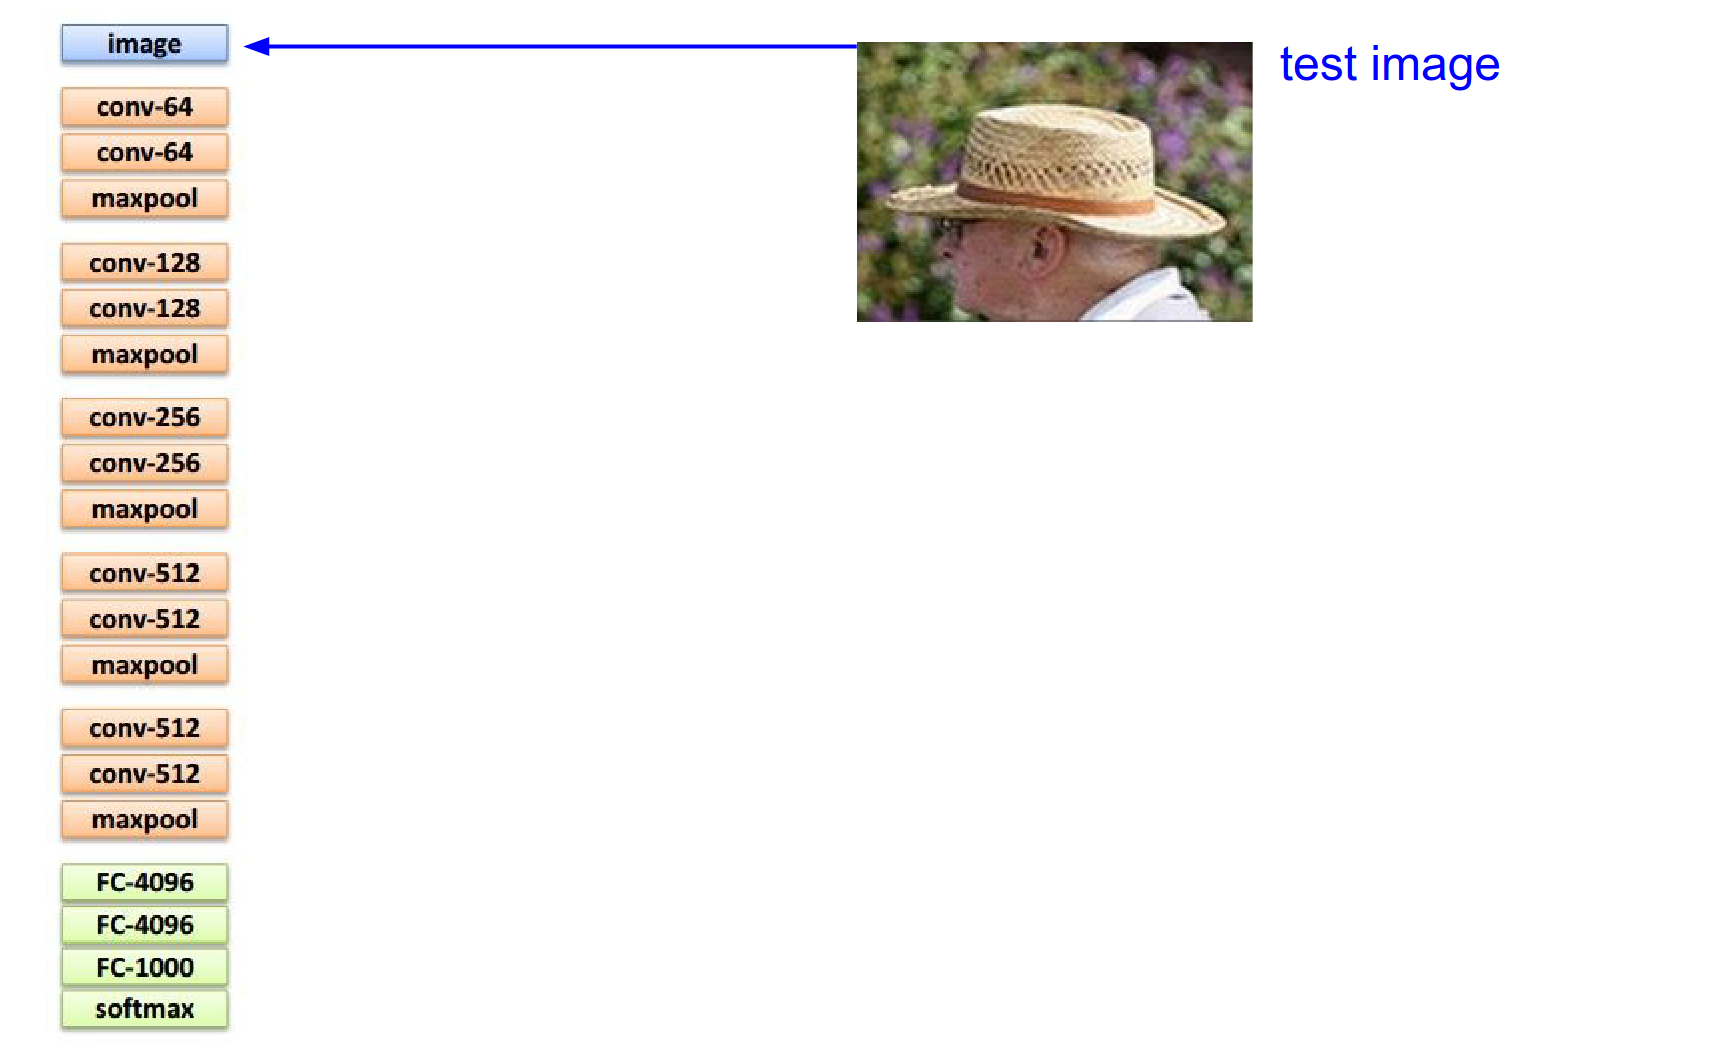 image
test image
conv-64
conv-64
maxpool
conv-128
conv-128
maxpool
conv-256
conv-256
maxpool
conv-512
conv-512
maxpool
conv-512
conv-512
maxpool
FC-4096
FC-4096
FC-1000
softmax